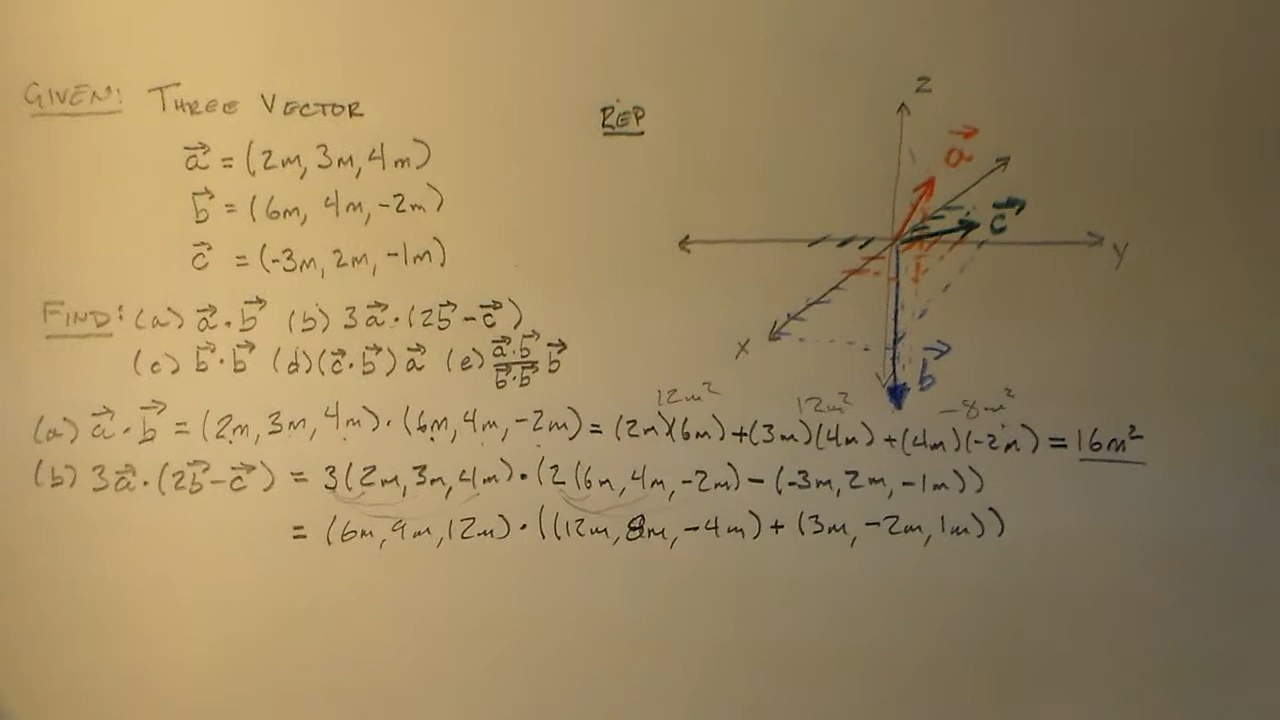 GIVEN: THREE VECTOR
a⃗ = (2m, 3m, 4m)
b⃗ = (6m, 4m, -2m)
c⃗ = (-3m, 2m, -1m)
FIND: (a) a⃗·b⃗ (b) 3a⃗·(2b⃗-c⃗)
(c) b⃗·b⃗ (d) (c⃗·b⃗)a⃗ (e) (a⃗·b⃗)/(b⃗·b⃗) b⃗
REP
Z
a⃗
c⃗
Y
X
b⃗
12m² 12m² -8m²
(a) a⃗·b⃗ = (2m, 3m, 4m)·(6m, 4m, -2m) = (2m)(6m)+(3m)(4m)+(4m)(-2m) = 16m²
(b) 3a⃗·(2b⃗-c⃗) = 3(2m, 3m, 4m)·(2(6m, 4m, -2m) - (-3m, 2m, -1m))
= (6m, 9m, 12m)·((12m, 8m, -4m) + (3m, -2m, 1m))